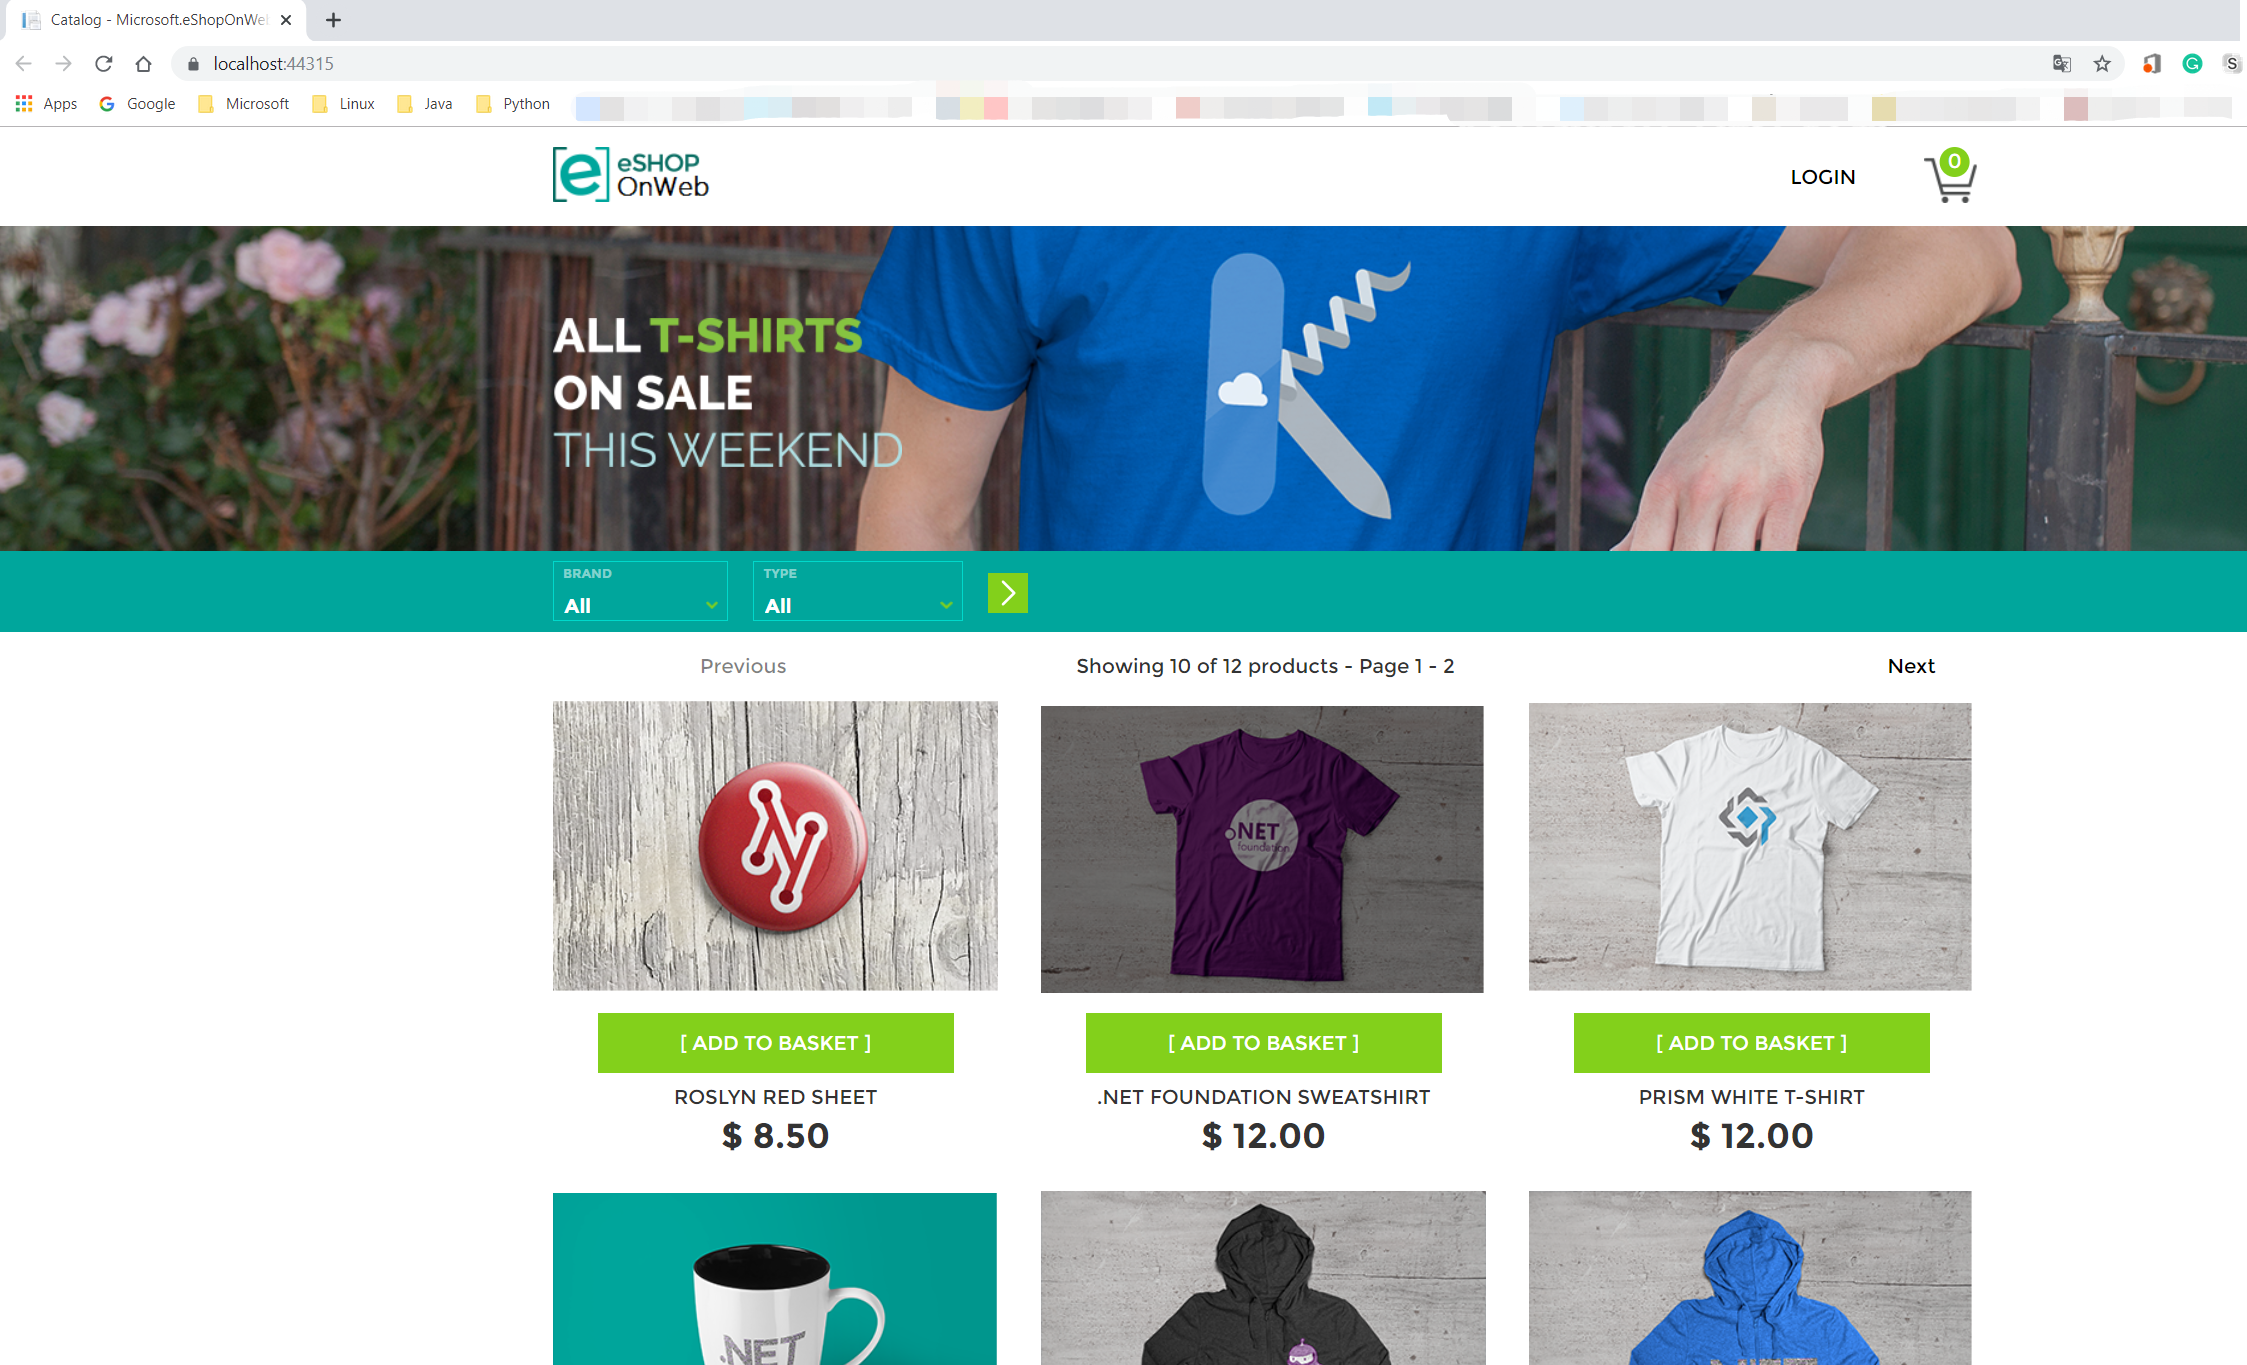 Catalog - Microsoft.eShopOnWeb
localhost:44315
Apps Google Microsoft Linux Java Python
eSHOP
OnWeb
LOGIN
0
ALL T-SHIRTS
ON SALE
THIS WEEKEND
BRAND
All
TYPE
All
Previous
Showing 10 of 12 products - Page 1 - 2
Next
.NET
foundation
[ ADD TO BASKET ]
[ ADD TO BASKET ]
[ ADD TO BASKET ]
ROSLYN RED SHEET
.NET FOUNDATION SWEATSHIRT
PRISM WHITE T-SHIRT
$ 8.50
$ 12.00
$ 12.00
.NET